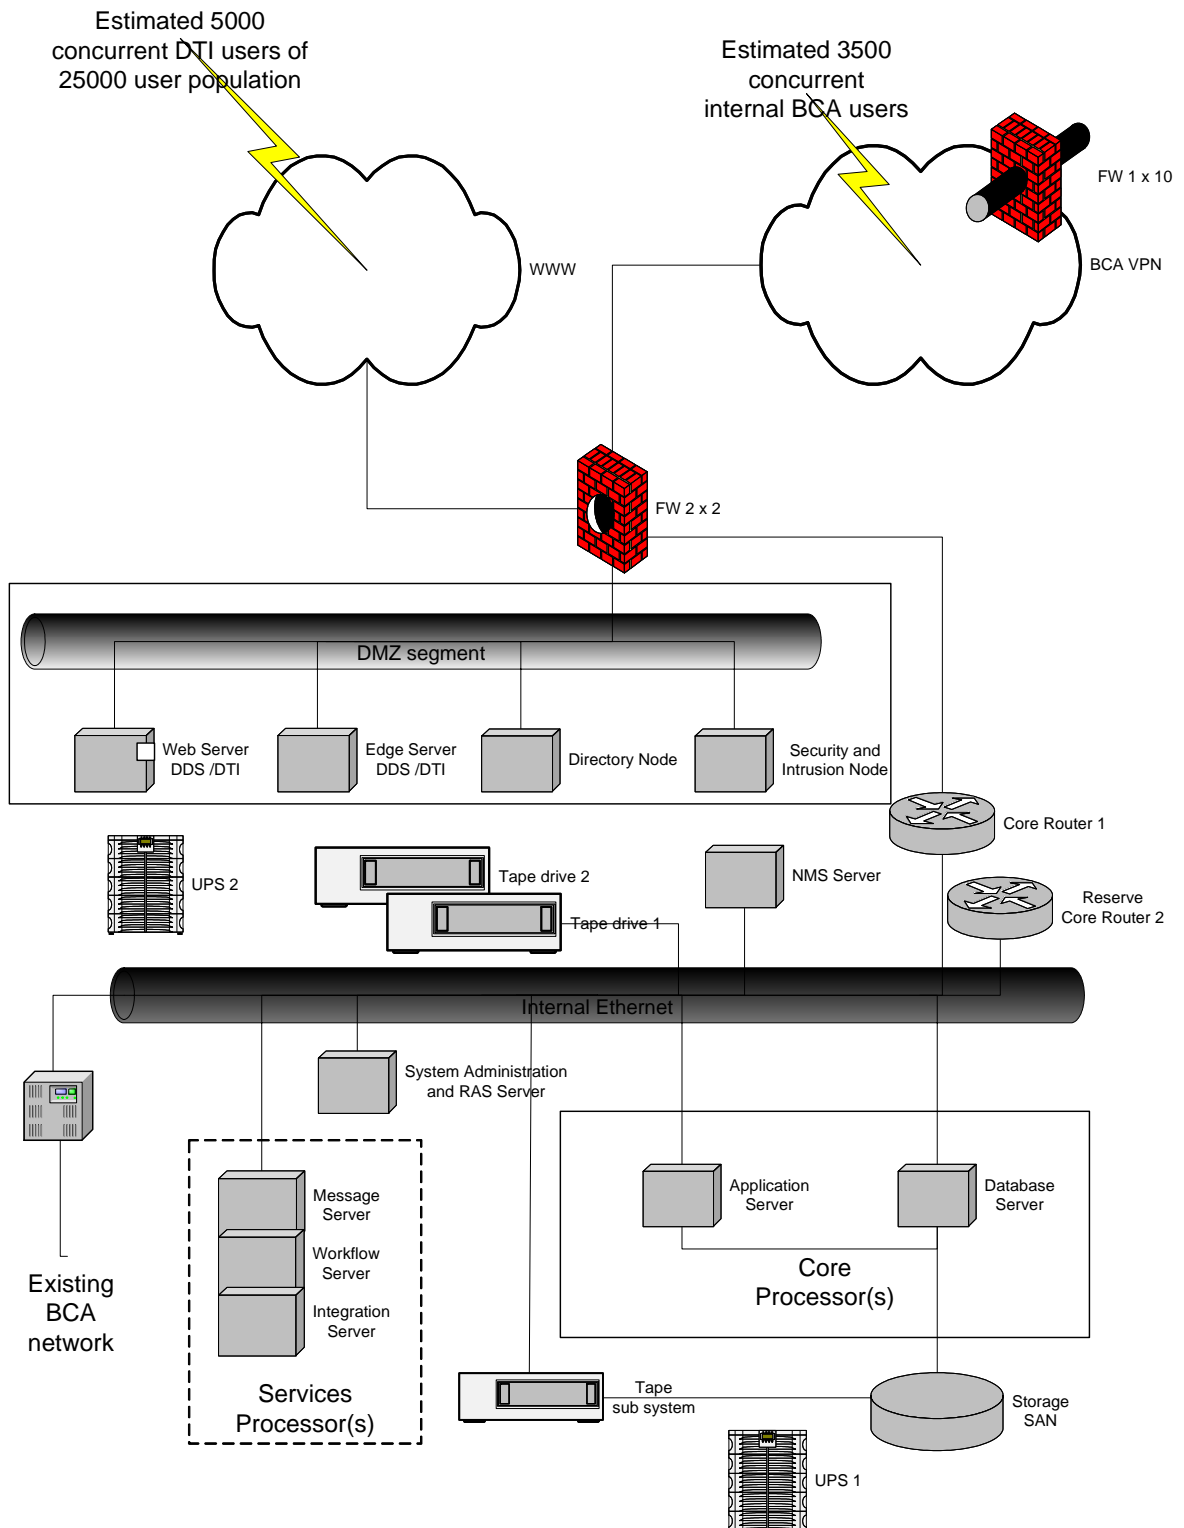 Estimated 5000
concurrent DTI users of
25000 user population
Estimated 3500
concurrent
internal BCA users
FW 1 x 10
WWW
BCA VPN
FW 2 x 2
DMZ segment
Web Server
DDS /DTI
Edge Server
DDS /DTI
Directory Node
Security and
Intrusion Node
Core Router 1
UPS 2
Tape drive 2
NMS Server
Reserve
Core Router 2
Tape drive 1
Internal Ethernet
System Administration
and RAS Server
Message
Server
Application
Server
Database
Server
Workflow
Server
Core
Processor(s)
Existing
BCA
network
Integration
Server
Services
Processor(s)
Tape
sub system
Storage
SAN
UPS 1